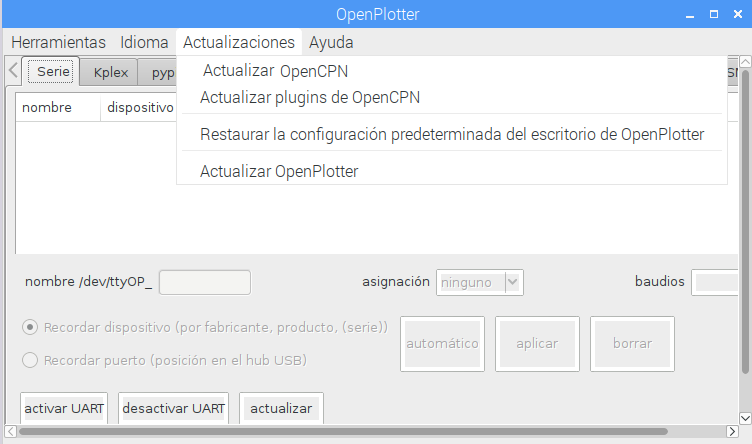 OpenPlotter
Herramientas Idioma Actualizaciones Ayuda
Serie Kplex pyp
Actualizar OpenCPN
Actualizar plugins de OpenCPN
Restaurar la configuración predeterminada del escritorio de OpenPlotter
Actualizar OpenPlotter
nombre dispositivo
nombre /dev/ttyOP_ asignación ninguno baudios
Recordar dispositivo (por fabricante, producto, (serie))
Recordar puerto (posición en el hub USB)
automático aplicar borrar
activar UART desactivar UART actualizar